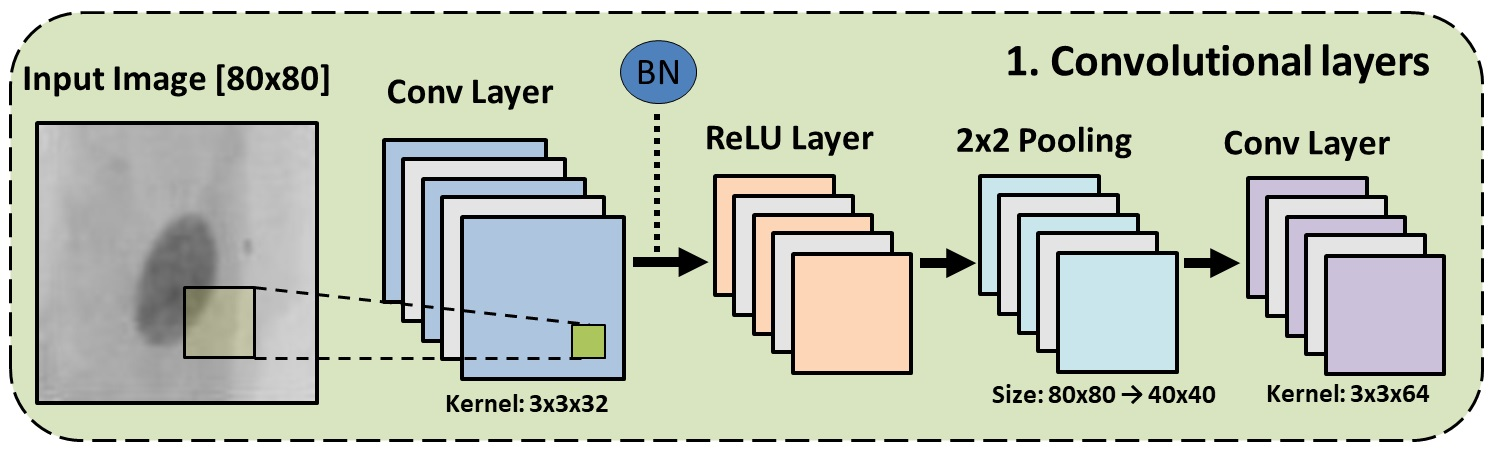 1. Convolutional layers
Input Image [80x80]
Conv Layer
BN
ReLU Layer
2x2 Pooling
Conv Layer
Kernel: 3x3x32
Size: 80x80 → 40x40
Kernel: 3x3x64